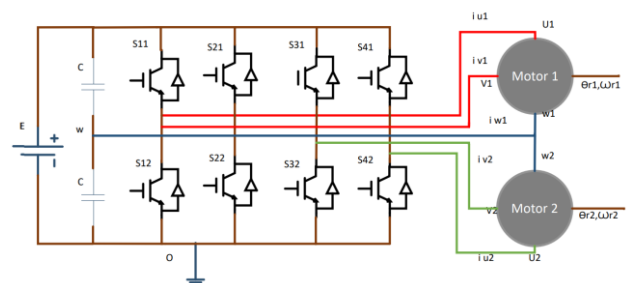 i u1
U1
S11
S21
S31
S41
C
i v1
V1
Motor 1
θr1,ωr1
E
w
i w1
w1
+
S12
S22
S32
S42
i v2
w2
C
V2
Motor 2
θr2,ωr2
O
i u2
U2